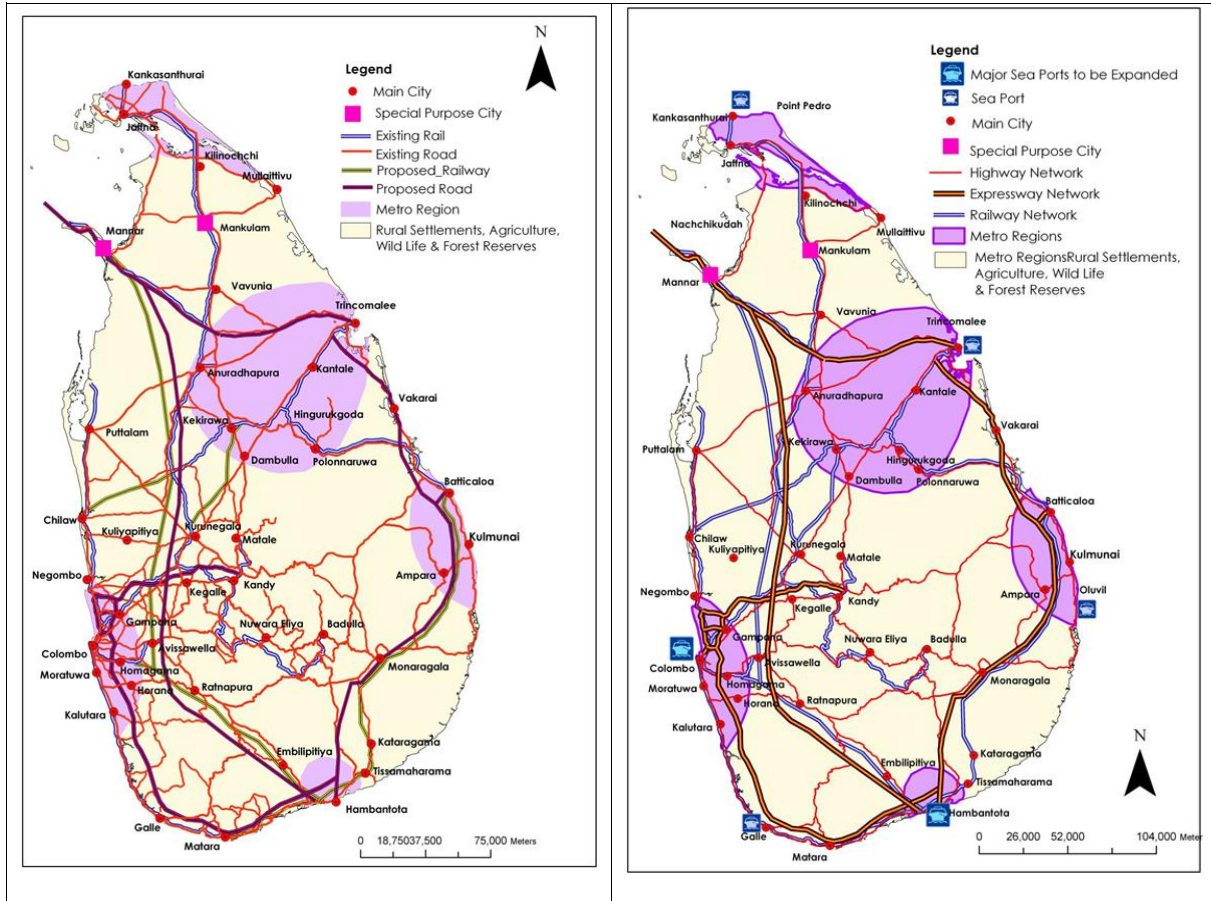 N
Legend
Main City
Special Purpose City
Existing Rail
Existing Road
Proposed_Railway
Proposed Road
Metro Region
Rural Settlements, Agriculture,
Wild Life & Forest Reserves
Kankasanthurai
Jaffna
Kilinochchi
Mullaittivu
Mankulam
Mannar
Vavunia
Trincomalee
Anuradhapura
Kantale
Hingurukgoda
Vakarai
Kekirawa
Puttalam
Dambulla
Polonnaruwa
Batticaloa
Chilaw
Kuliyapitiya
Kurunegala
Matale
Kulmunai
Negombo
Kegalle
Kandy
Ampara
Gampana
Nuwara Eliya
Badulla
Colombo
Avissawella
Homagama
Monaragala
Moratuwa
Horana
Ratnapura
Kalutara
Embilipitiya
Kataragama
Tissamaharama
Hambantota
Galle
Matara
0 18,75037,500 75,000 Meters
Legend
Major Sea Ports to be Expanded
Sea Port
Main City
Special Purpose City
Highway Network
Expressway Network
Railway Network
Metro Regions
Metro RegionsRural Settlements,
Agriculture, Wild Life
& Forest Reserves
Point Pedro
Kankasanthurai
Jaffna
Kilinochchi
Nachchikudah
Mullaittivu
Mankulam
Mannar
Vavunia
Trincomalee
Anuradhapura
Kantale
Vakarai
Kekirawa
Puttalam
Hingurukgoda
Dambulla
Polonnaruwa
Batticaloa
Chilaw
Kuliyapitiya
Kurunegala
Matale
Kulmunai
Negombo
Kegalle
Kandy
Ampara
Oluvil
Gampana
Nuwara Eliya
Badulla
Colombo
Avissawella
Homagama
Monaragala
Moratuwa
Horana
Ratnapura
Kalutara
N
Kataragama
Embilipitiya
Tissamaharama
Hambantota
Galle
Matara
0 26,000 52,000 104,000 Meters